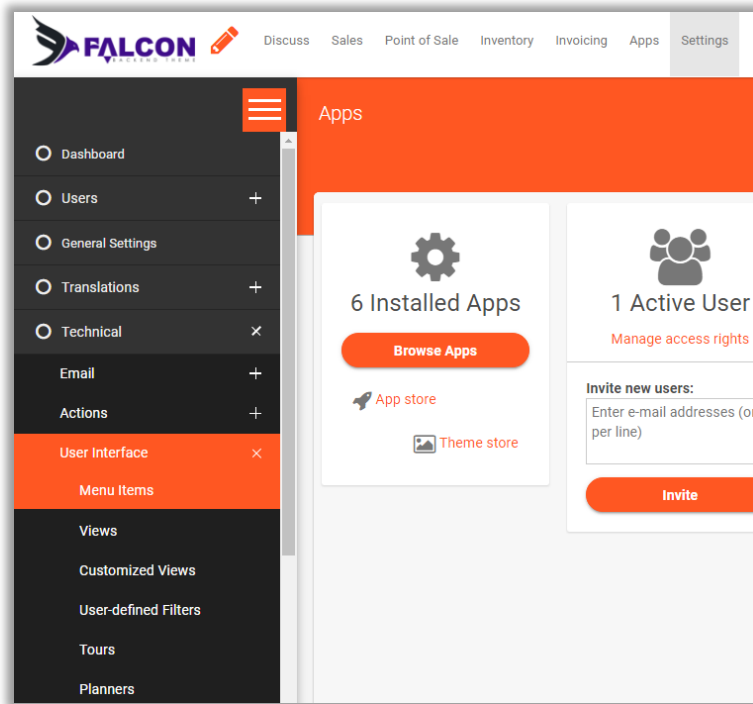 FALCON
BACKEND THEME
Discuss Sales Point of Sale Inventory Invoicing Apps Settings
Apps
Dashboard
Users
General Settings
Translations
Technical
Email
Actions
User Interface
Menu Items
Views
Customized Views
User-defined Filters
Tours
Planners
6 Installed Apps
Browse Apps
App store
Theme store
1 Active User
Manage access rights
Invite new users:
Enter e-mail addresses (or
per line)
Invite